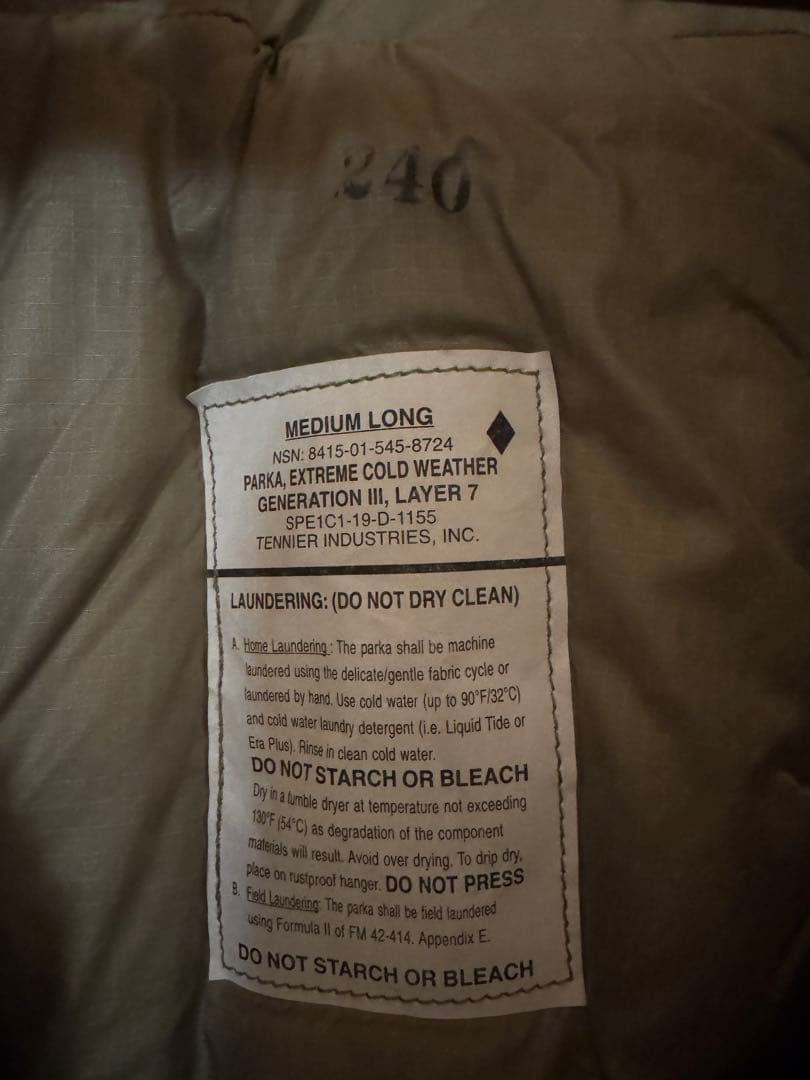 240
MEDIUM LONG
NSN: 8415-01-545-8724
PARKA, EXTREME COLD WEATHER
GENERATION III, LAYER 7
SPE1C1-19-D-1155
TENNIER INDUSTRIES, INC.
LAUNDERING: (DO NOT DRY CLEAN)
A. Home Laundering: The parka shall be machine
laundered using the delicate/gentle fabric cycle or
laundered by hand. Use cold water (up to 90°F/32°C)
and cold water laundry detergent (i.e. Liquid Tide or
Era Plus). Rinse in clean cold water.
DO NOT STARCH OR BLEACH
Dry in a tumble dryer at temperature not exceeding
130°F (54°C) as degradation of the component
materials will result. Avoid over drying. To drip dry,
place on rustproof hanger. DO NOT PRESS
B. Field Laundering: The parka shall be field laundered
using Formula II of FM 42-414. Appendix E.
DO NOT STARCH OR BLEACH